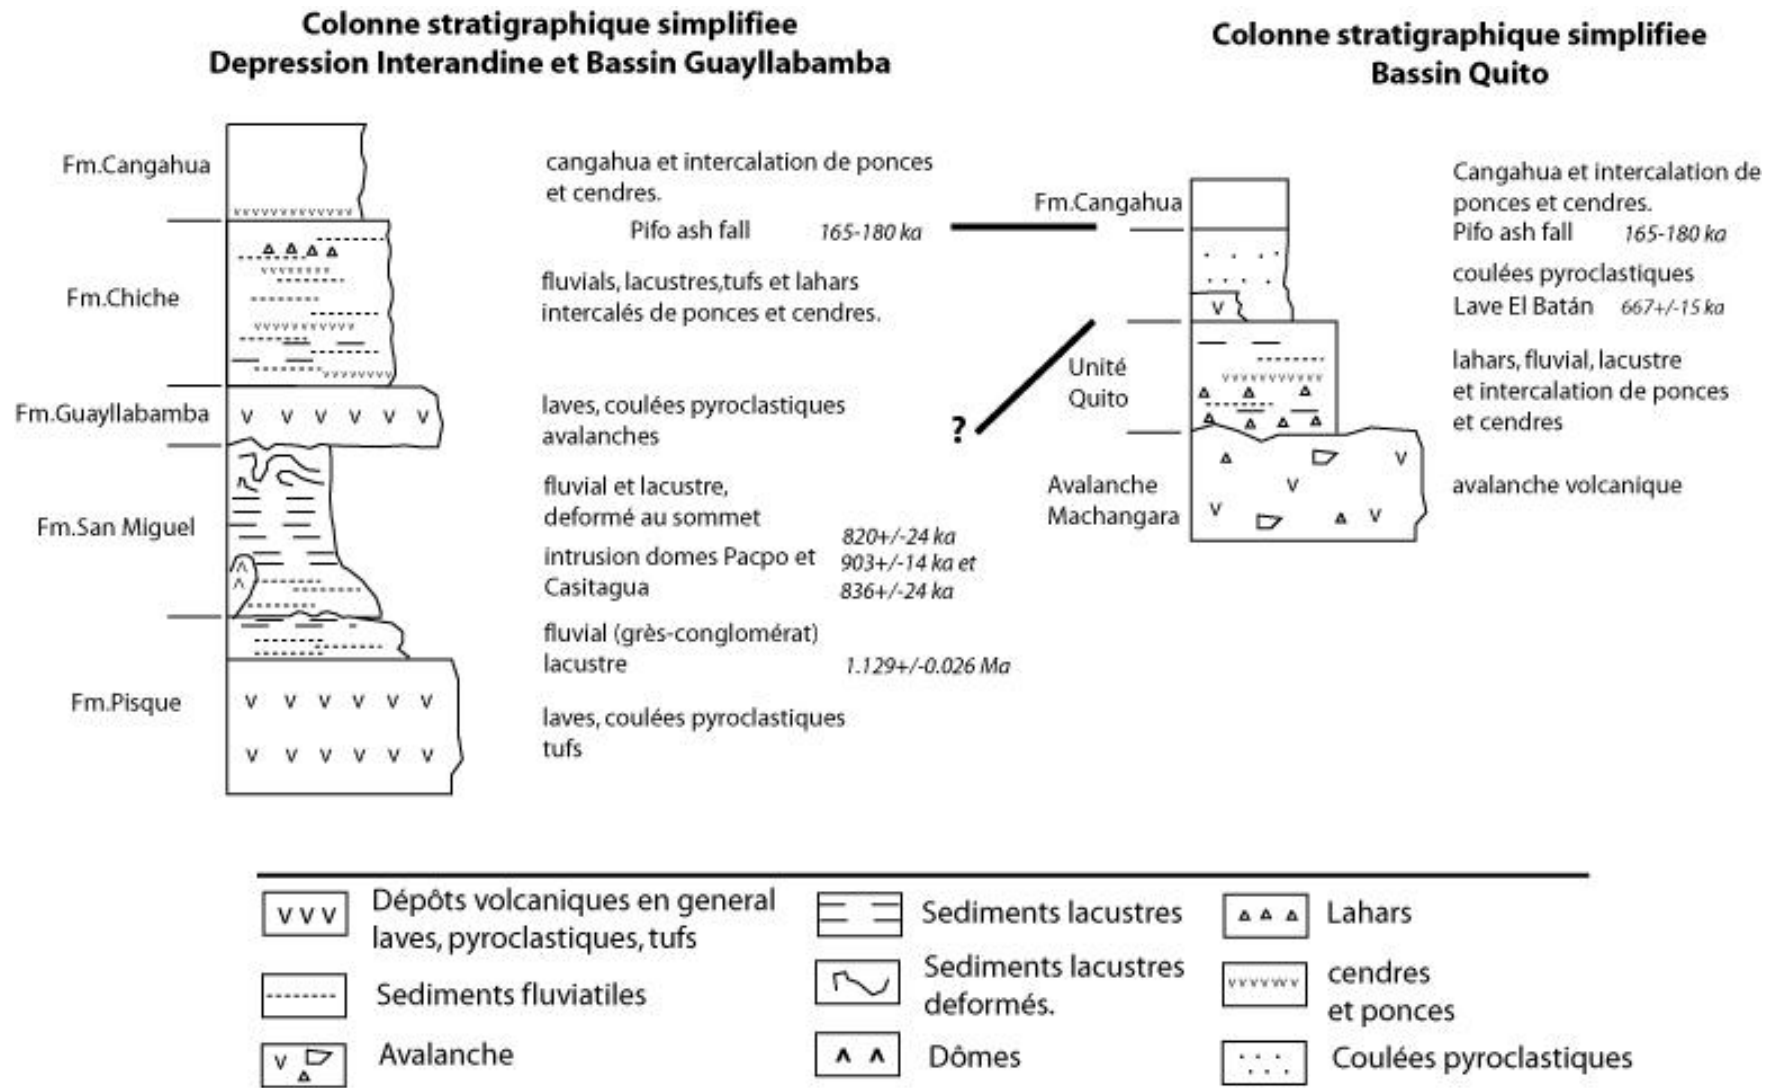 Colonne stratigraphique simplifiee
Depression Interandine et Bassin Guayllabamba
Fm.Cangahua
cangahua et intercalation de ponces
et cendres.
Pifo ash fall 165-180 ka
Fm.Chiche
fluvials, lacustres,tufs et lahars
intercalés de ponces et cendres.
Fm.Guayllabamba
v v v v v v
laves, coulées pyroclastiques
avalanches
?
Fm.San Miguel
fluvial et lacustre,
deformé au sommet
820+/-24 ka
intrusion domes Pacpo et
903+/-14 ka et
Casitagua
836+/-24 ka
fluvial (grès-conglomérat)
lacustre 1.129+/-0.026 Ma
Fm.Pisque
v v v v v v
v v v v v v
laves, coulées pyroclastiques
tufs
Colonne stratigraphique simplifiee
Bassin Quito
Fm.Cangahua
Cangahua et intercalation de
ponces et cendres.
Pifo ash fall 165-180 ka
coulées pyroclastiques
v
Lave El Batán 667+/-15 ka
Unité
Quito
lahars, fluvial, lacustre
et intercalation de ponces
et cendres
Avalanche
Machangara
avalanche volcanique
v v v
Dépôts volcaniques en general
laves, pyroclastiques, tufs
Sediments fluviatiles
v
Avalanche
Sediments lacustres
Sediments lacustres
deformés.
Dômes
Lahars
vvvvvvv
cendres
et ponces
Coulées pyroclastiques